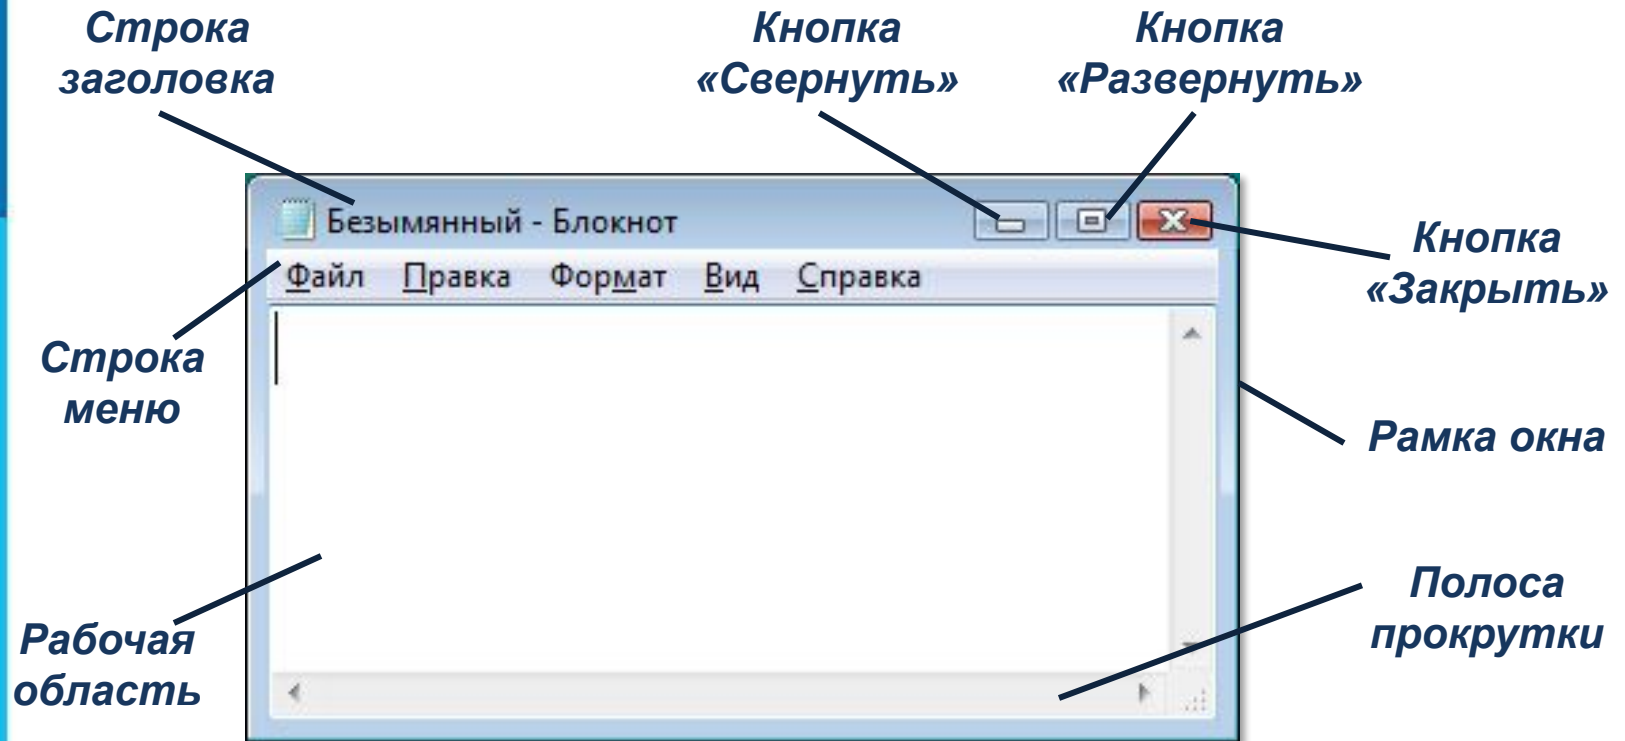 Строка
заголовка
Кнопка
«Свернуть»
Кнопка
«Развернуть»
Безымянный - Блокнот
Кнопка
«Закрыть»
Файл Правка Формат Вид Справка
Строка
меню
Рамка окна
Рабочая
область
Полоса
прокрутки